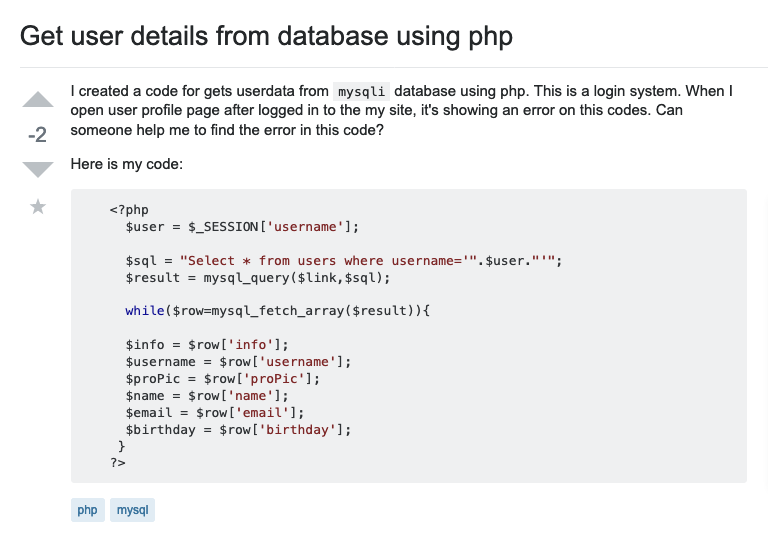 Get user details from database using php
I created a code for gets userdata from mysqli database using php. This is a login system. When I
open user profile page after logged in to the my site, it's showing an error on this codes. Can
-2
someone help me to find the error in this code?
Here is my code:
<?php
$user = $_SESSION['username'];
$sql = "Select * from users where username='".$user."'";
$result = mysql_query($link,$sql);
while($row=mysql_fetch_array($result)){
$info = $row['info'];
$username = $row['username'];
$proPic = $row['proPic'];
$name = $row['name'];
$email = $row['email'];
$birthday = $row['birthday'];
}
?>
php mysql